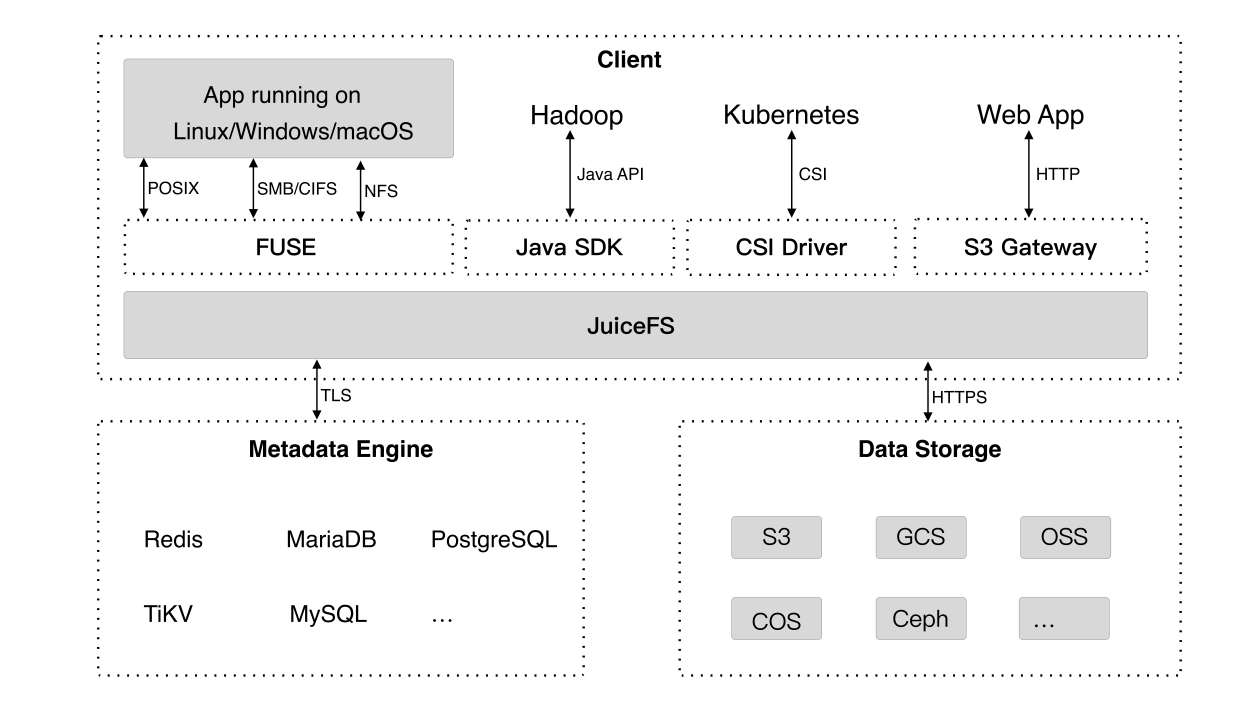 Client
App running on
Linux/Windows/macOS
Hadoop
Kubernetes
Web App
POSIX
SMB/CIFS
NFS
Java API
CSI
HTTP
FUSE
Java SDK
CSI Driver
S3 Gateway
JuiceFS
TLS
HTTPS
Metadata Engine
Redis
MariaDB
PostgreSQL
TiKV
MySQL
...
Data Storage
S3
GCS
OSS
COS
Ceph
...